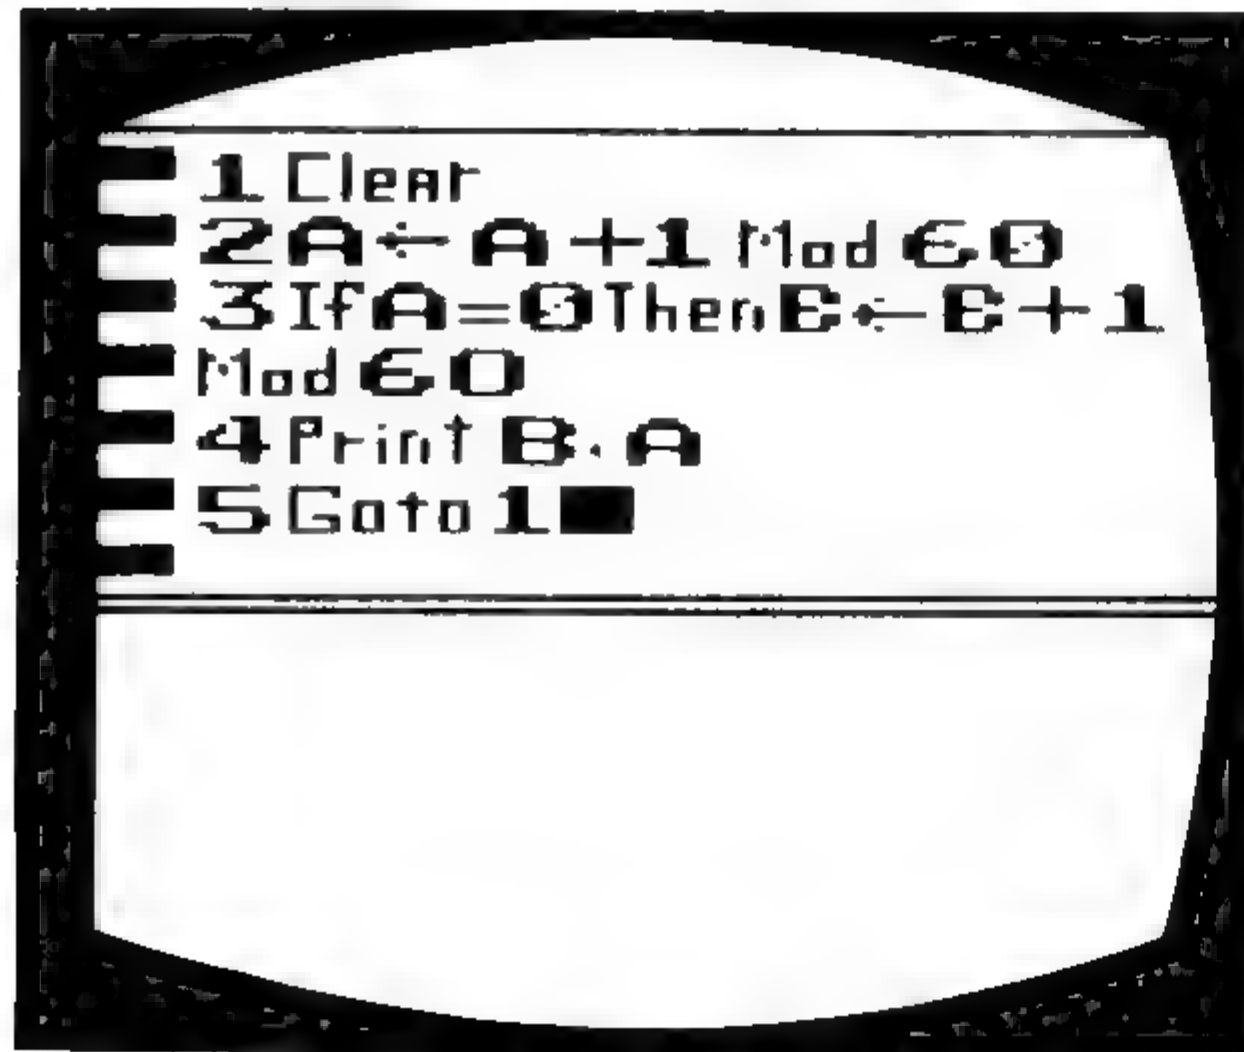 1 Clear
2 A ← A + 1 Mod 60
3 If A = 0 Then B ← B + 1
Mod 60
4 Print B, A
5 Goto 1